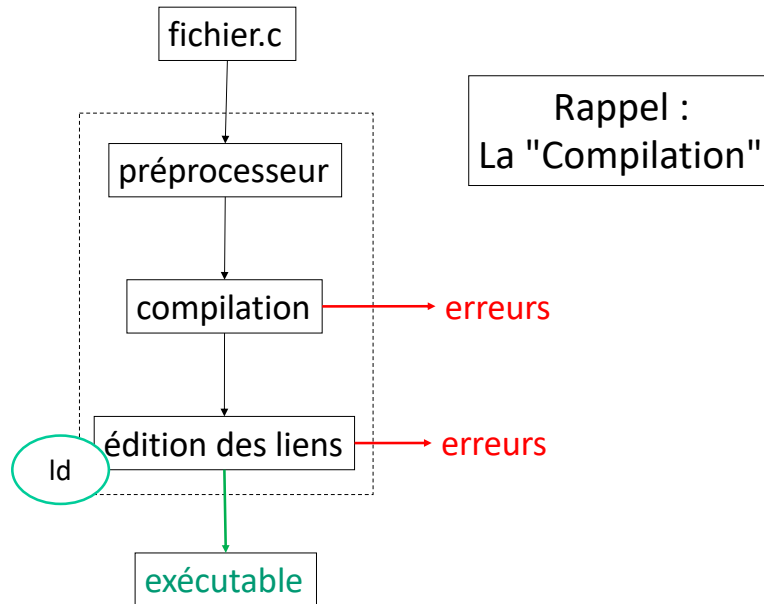 fichier.c
Rappel :
La "Compilation"
préprocesseur
compilation
erreurs
édition des liens
erreurs
ld
exécutable